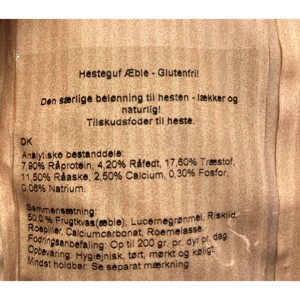 Hesteguf Æble - Glutenfri!
Den særlige belønning til hesten - lækker og
naturlig!
Tilskudsfoder til heste.
DK
Analytiske bestanddele:
7,90% Råprotein, 4,20% Råfedt, 17,60% Træstof,
11,50% Råaske, 2,50% Calcium, 0,30% Fosfor,
0,06% Natrium.
Sammensætning:
50,0 % Frugtkvas(æble), Lucernegrønmel, Risklid,
Roepiller, Calciumcarbonat, Roemelasse.
Fodringsanbefaling: Op til 200 gr. pr. dyr pr. dag.
Opbevaring: Hygiejnisk, tørt, mørkt og køligt.
Mindst holdbar: Se separat mærkning.